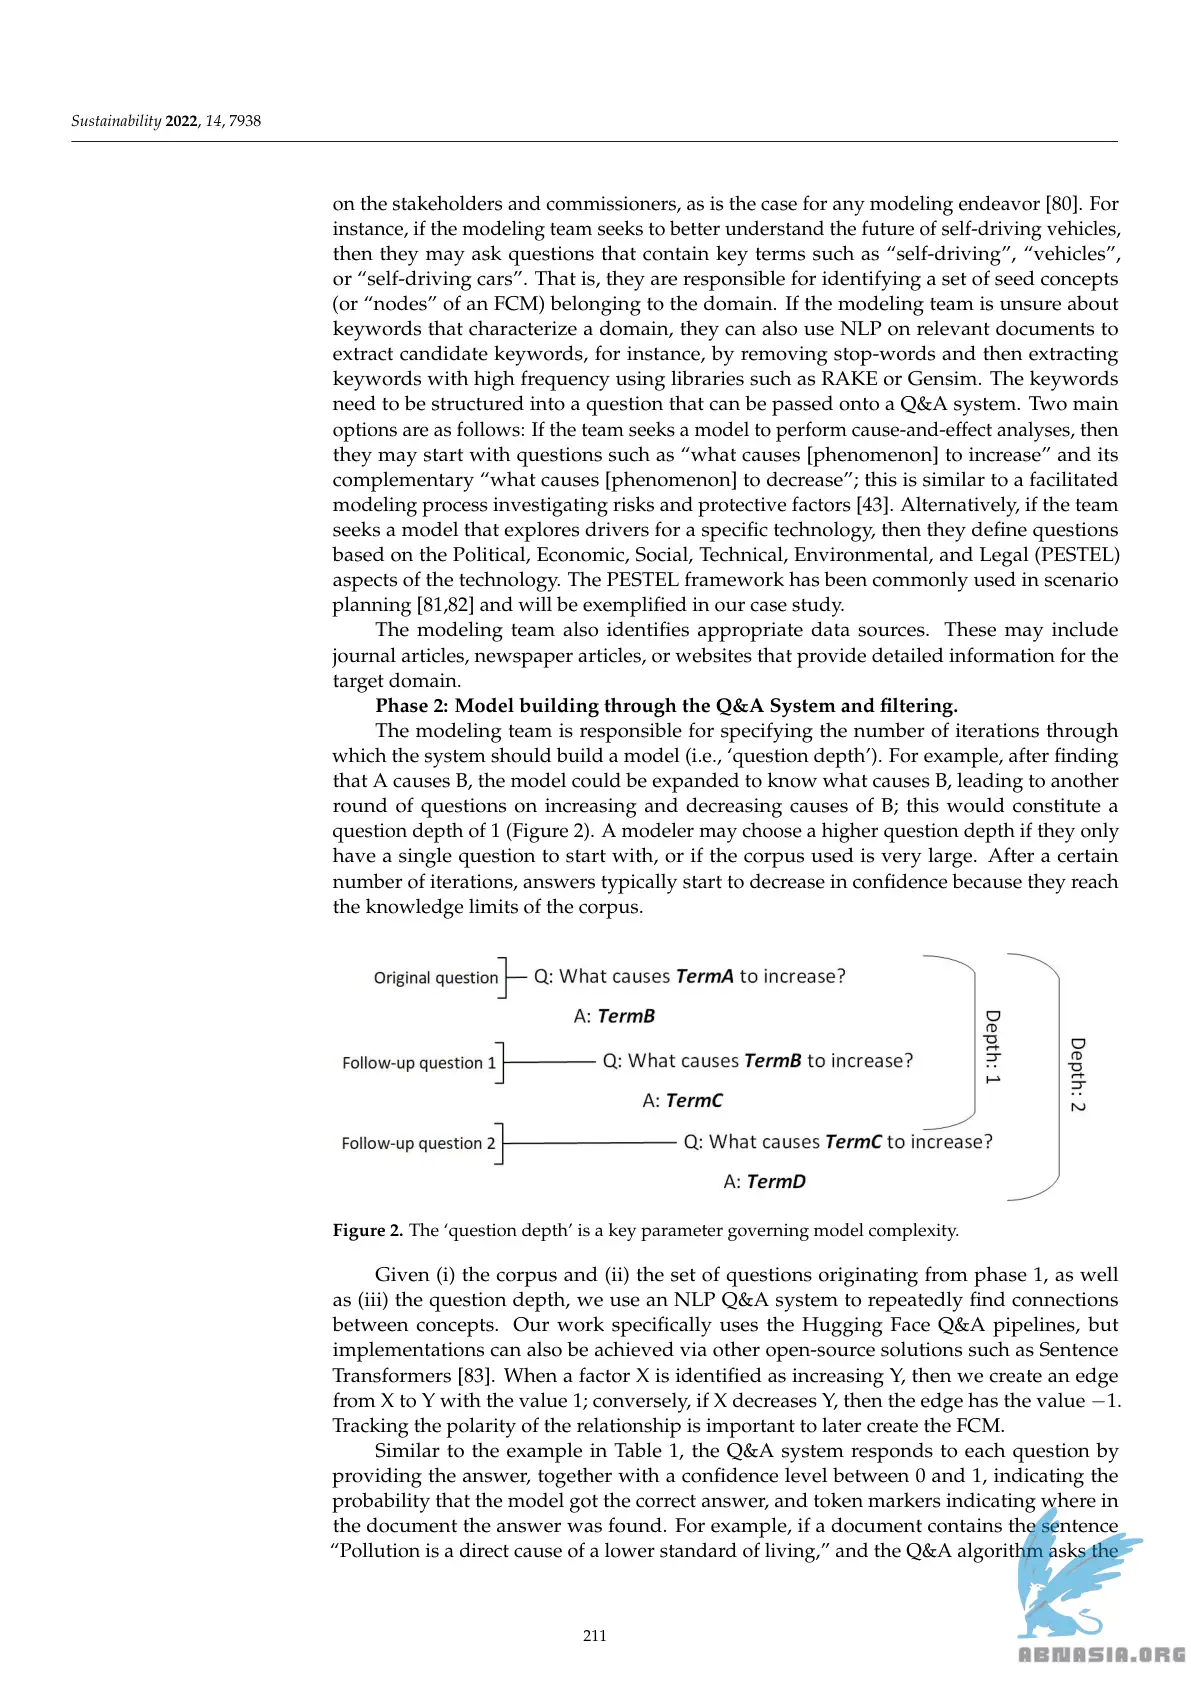 Sustainability 2022, 14, 7938
on the stakeholders and commissioners, as is the case for any modeling endeavor [80]. For
instance, if the modeling team seeks to better understand the future of self-driving vehicles,
then they may ask questions that contain key terms such as “self-driving”, “vehicles”,
or “self-driving cars”. That is, they are responsible for identifying a set of seed concepts
(or “nodes” of an FCM) belonging to the domain. If the modeling team is unsure about
keywords that characterize a domain, they can also use NLP on relevant documents to
extract candidate keywords, for instance, by removing stop-words and then extracting
keywords with high frequency using libraries such as RAKE or Gensim. The keywords
need to be structured into a question that can be passed onto a Q&A system. Two main
options are as follows: If the team seeks a model to perform cause-and-effect analyses, then
they may start with questions such as “what causes [phenomenon] to increase” and its
complementary “what causes [phenomenon] to decrease”; this is similar to a facilitated
modeling process investigating risks and protective factors [43]. Alternatively, if the team
seeks a model that explores drivers for a specific technology, then they define questions
based on the Political, Economic, Social, Technical, Environmental, and Legal (PESTEL)
aspects of the technology. The PESTEL framework has been commonly used in scenario
planning [81,82] and will be exemplified in our case study.
The modeling team also identifies appropriate data sources. These may include
journal articles, newspaper articles, or websites that provide detailed information for the
target domain.
Phase 2: Model building through the Q&A System and filtering.
The modeling team is responsible for specifying the number of iterations through
which the system should build a model (i.e., ‘question depth’). For example, after finding
that A causes B, the model could be expanded to know what causes B, leading to another
round of questions on increasing and decreasing causes of B; this would constitute a
question depth of 1 (Figure 2). A modeler may choose a higher question depth if they only
have a single question to start with, or if the corpus used is very large. After a certain
number of iterations, answers typically start to decrease in confidence because they reach
the knowledge limits of the corpus.
Original question
Q: What causes TermA to increase?
A: TermB
Follow-up question 1
Q: What causes TermB to increase?
A: TermC
Follow-up question 2
Q: What causes TermC to increase?
A: TermD
Depth: 1
Depth: 2
Figure 2. The ‘question depth’ is a key parameter governing model complexity.
Given (i) the corpus and (ii) the set of questions originating from phase 1, as well
as (iii) the question depth, we use an NLP Q&A system to repeatedly find connections
between concepts. Our work specifically uses the Hugging Face Q&A pipelines, but
implementations can also be achieved via other open-source solutions such as Sentence
Transformers [83]. When a factor X is identified as increasing Y, then we create an edge
from X to Y with the value 1; conversely, if X decreases Y, then the edge has the value −1.
Tracking the polarity of the relationship is important to later create the FCM.
Similar to the example in Table 1, the Q&A system responds to each question by
providing the answer, together with a confidence level between 0 and 1, indicating the
probability that the model got the correct answer, and token markers indicating where in
the document the answer was found. For example, if a document contains the sentence
“Pollution is a direct cause of a lower standard of living,” and the Q&A algorithm asks the
211
ABNASIA.ORG